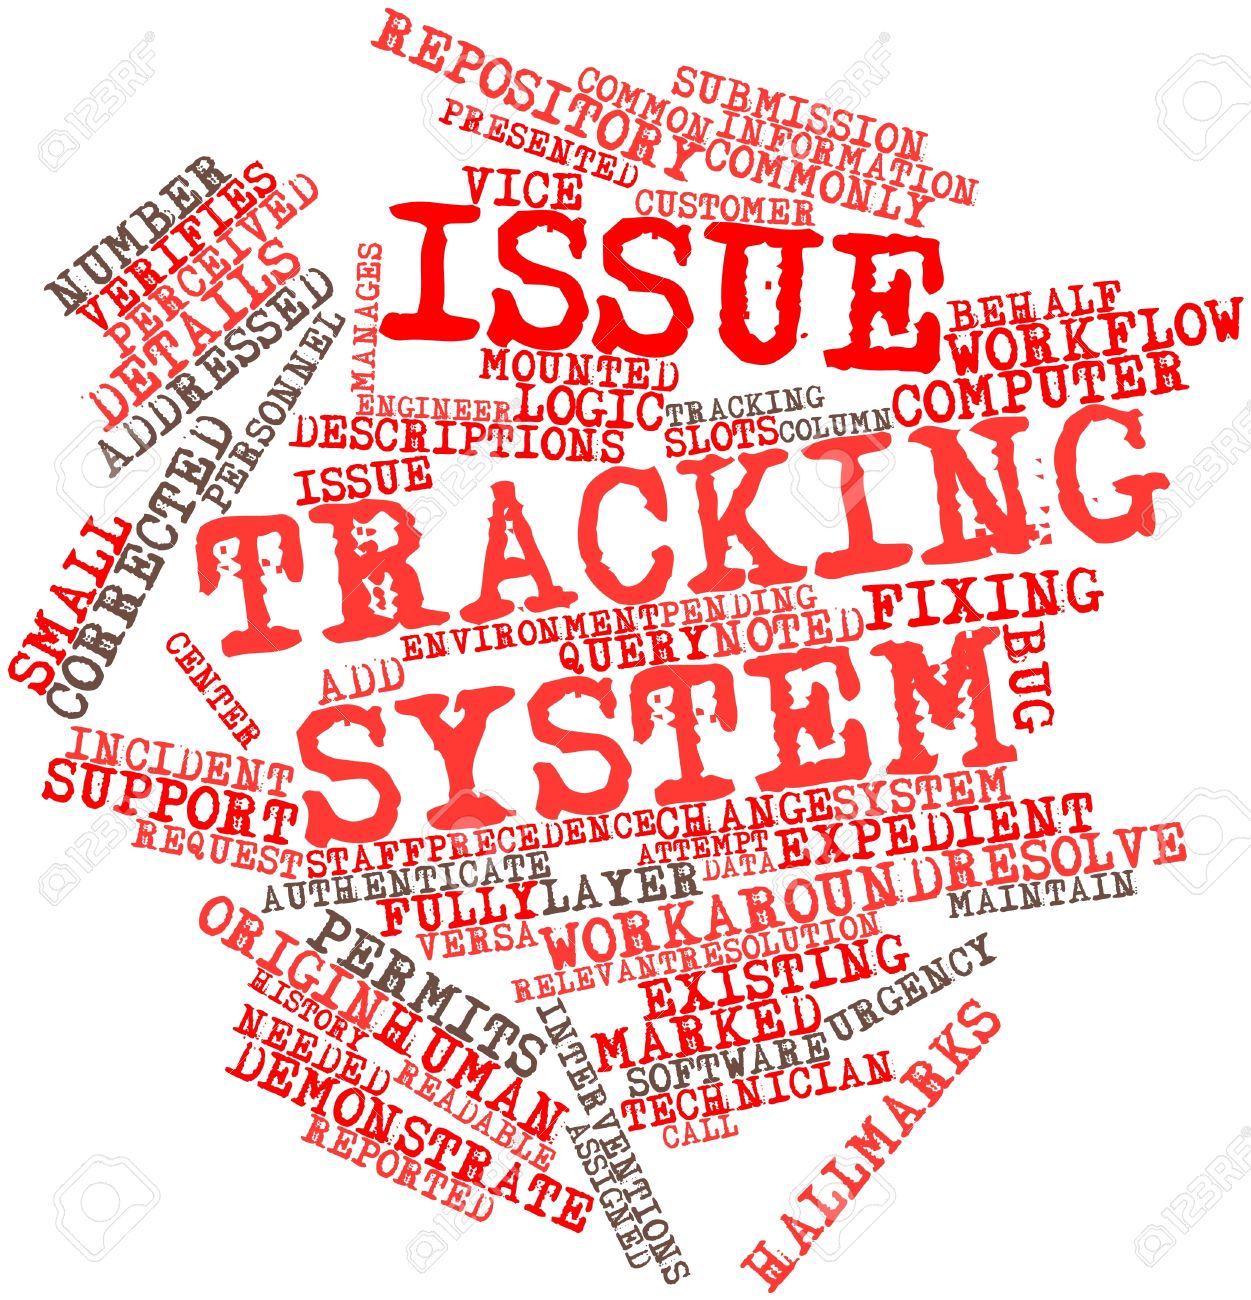 REPOSITORY
SUBMISSION
COMMON INFORMATION
PRESENTED
COMMONLY
VICE
CUSTOMER
ISSUE
NUMBER
VERIFIES
PERCEIVED
DETAILS
ADDRESSED
PERSONNEL
MANAGES
BEHALF
WORKFLOW
COMPUTER
MOUNTED
ENGINEER LOGIC TRACKING
DESCRIPTIONS SLOTS COLUMN
ISSUE
TRACKING
SMALL
CORRECTED
CENTER
ENVIRONMENT PENDING
QUERY NOTED FIXING
ADD
BUG
SYSTEM
INCIDENT
SUPPORT
REQUEST
STAFF PRECEDENCE CHANGE SYSTEM
AUTHENTICATE ATTEMPT EXPEDIENT
DATA
FULLY LAYER
VERSA WORKAROUND RESOLVE
MAINTAIN
RELEVANT RESOLUTION
ORIGIN
PERMITS
HISTORY
HUMAN
NEEDED
READABLE
DEMONSTRATE
REPORTED
INTERVENTIONS
ASSIGNED
EXISTING
MARKED
URGENCY
SOFTWARE
TECHNICIAN
CALL
HALLMARKS
123RF